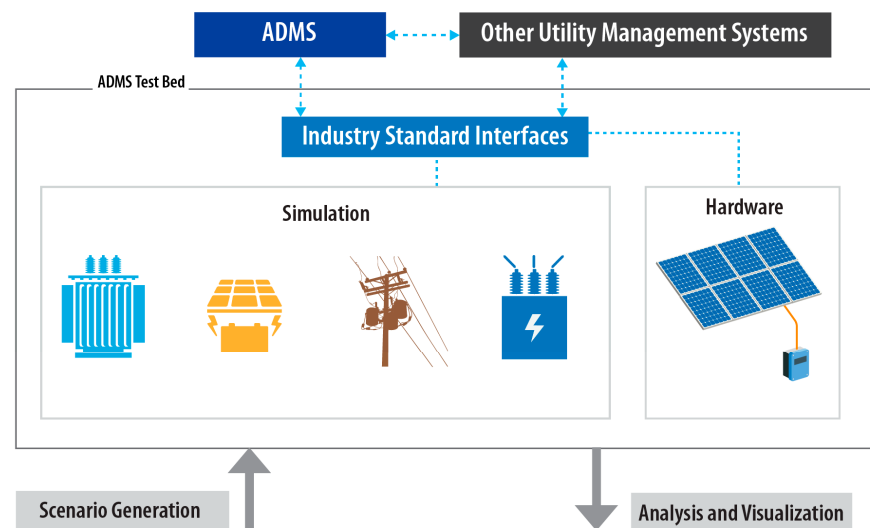 ADMS
Other Utility Management Systems
ADMS Test Bed
Industry Standard Interfaces
Simulation
Hardware
Scenario Generation
Analysis and Visualization